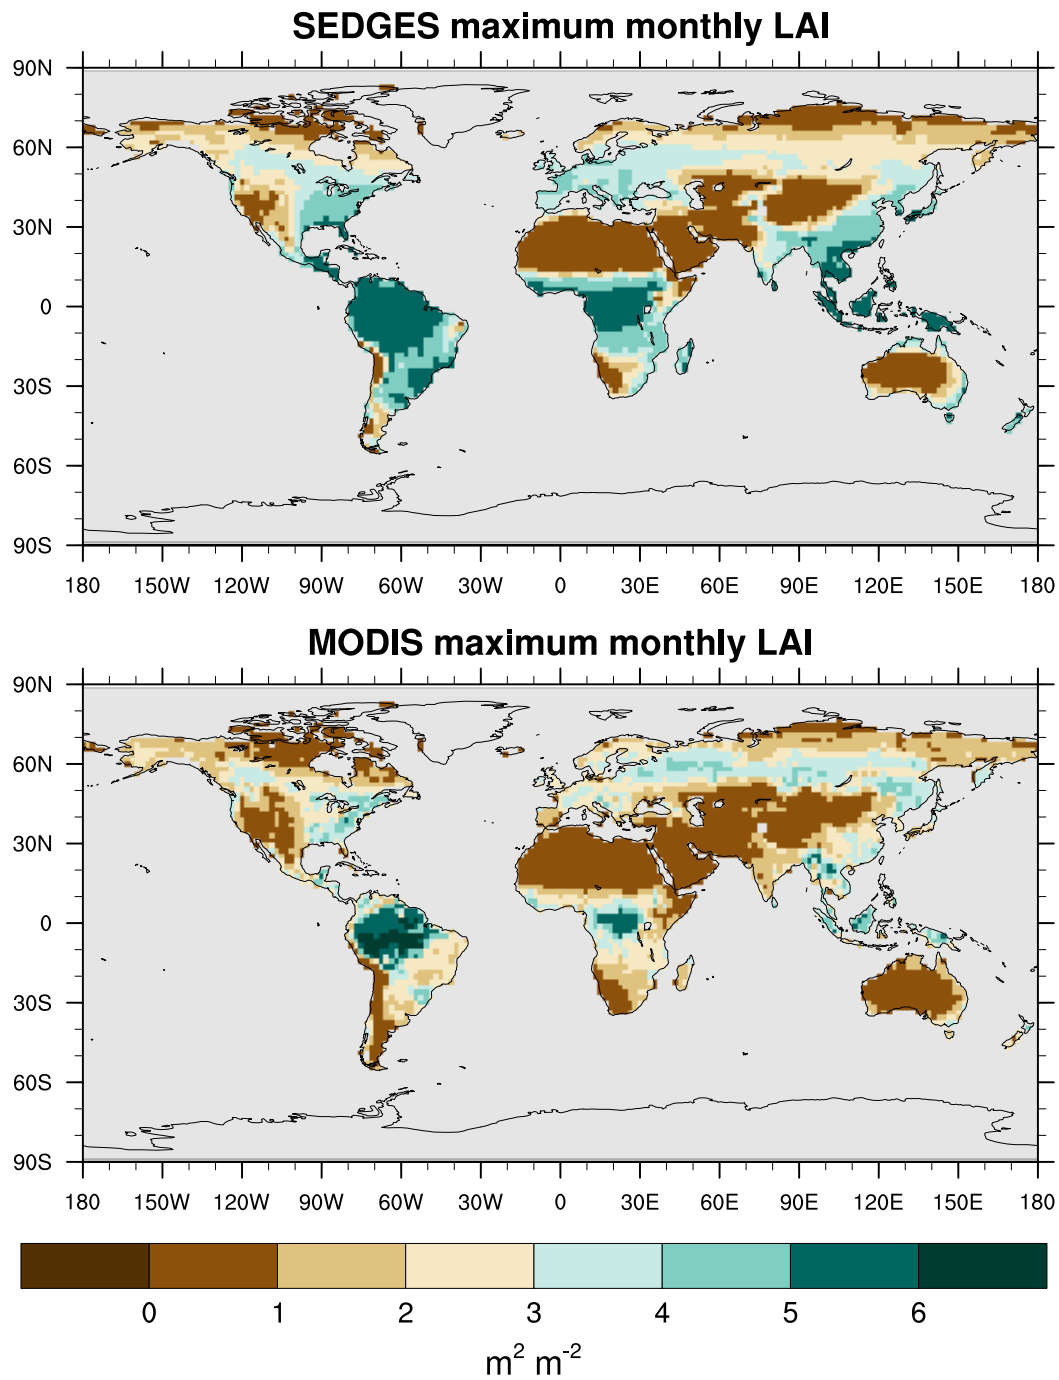 SEDGES maximum monthly LAI
90N
60N
30N
0
30S
60S
90S
180 150W 120W 90W 60W 30W 0 30E 60E 90E 120E 150E 180
MODIS maximum monthly LAI
90N
60N
30N
0
30S
60S
90S
180 150W 120W 90W 60W 30W 0 30E 60E 90E 120E 150E 180
0 1 2 3 4 5 6
m² m⁻²